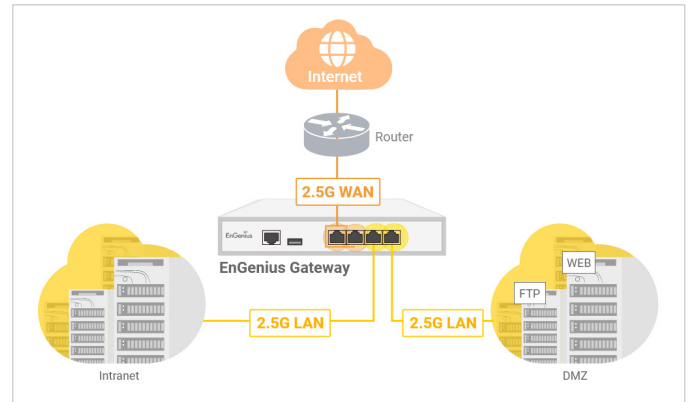 Internet
Router
2.5G WAN
EnGenius
EnGenius Gateway
WEB
FTP
2.5G LAN
2.5G LAN
Intranet
DMZ